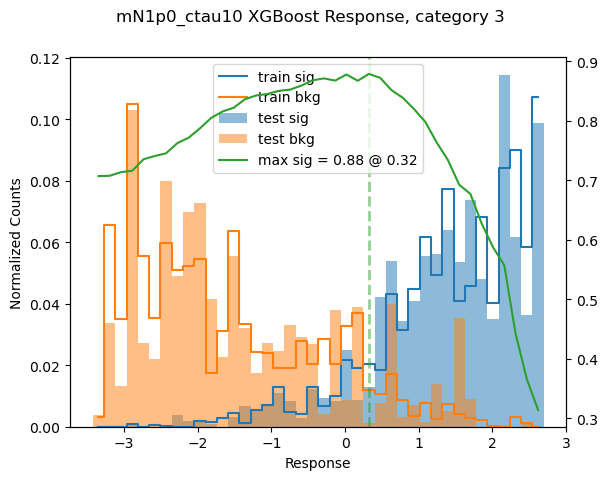 mN1p0_ctau10 XGBoost Response, category 3
train sig
train bkg
test sig
test bkg
max sig = 0.88 @ 0.32
Normalized Counts
0.12
0.10
0.08
0.06
0.04
0.02
0.00
0.9
0.8
0.7
0.6
0.5
0.4
0.3
−3
−2
−1
0
1
2
3
Response